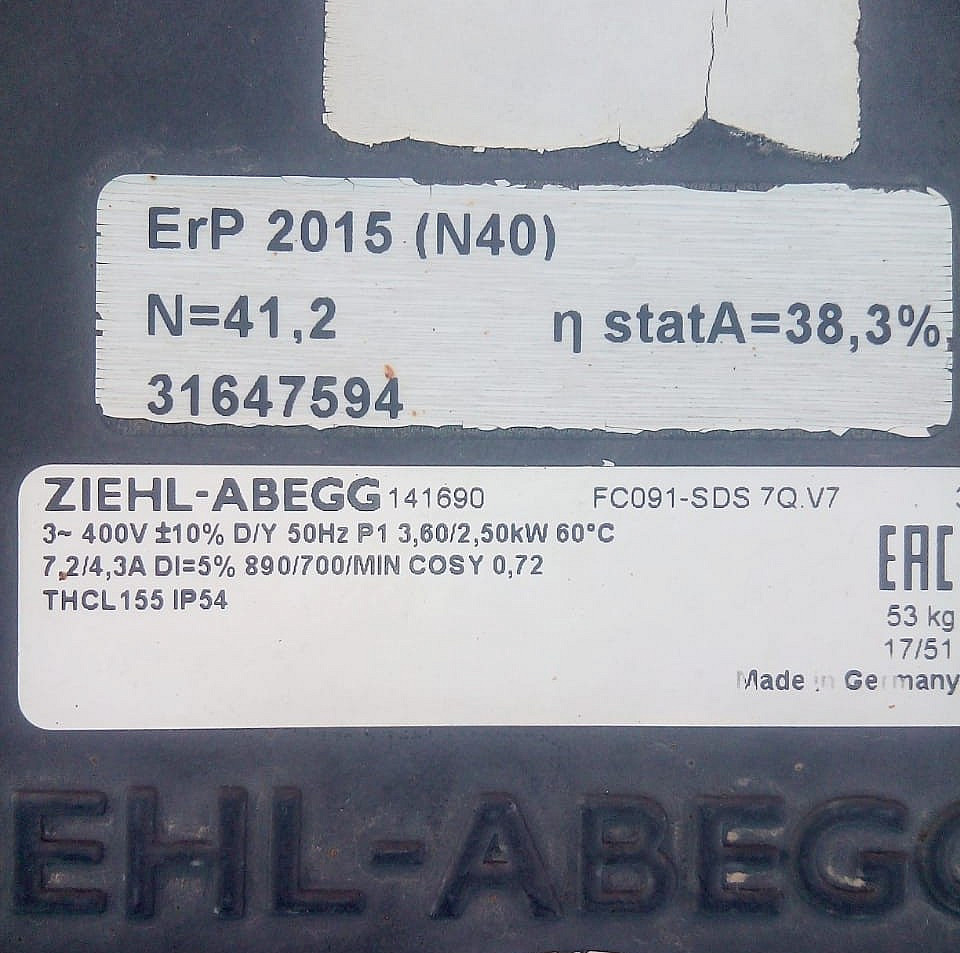 ErP 2015 (N40)
N=41,2 η statA=38,3%
31647594
ZIEHL-ABEGG 141690 FC091-SDS 7Q.V7
3~ 400V ±10% D/Y 50Hz P1 3,60/2,50kW 60°C
7,2/4,3A DI=5% 890/700/MIN COSY 0,72
THCL155 IP54
EAC
53 kg
17/51
Made in Germany
EHL-ABEGG